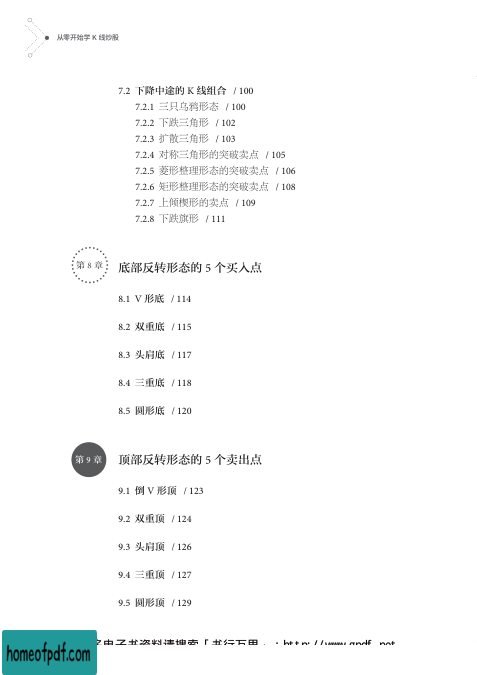 从零开始学 K 线炒股
7.2 下降中途的 K 线组合 / 100
7.2.1 三只乌鸦形态 / 100
7.2.2 下跌三角形 / 102
7.2.3 扩散三角形 / 103
7.2.4 对称三角形的突破卖点 / 105
7.2.5 菱形整理形态的突破卖点 / 106
7.2.6 矩形整理形态的突破卖点 / 108
7.2.7 上倾楔形的卖点 / 109
7.2.8 下跌旗形 / 111
第 8 章 底部反转形态的 5 个买入点
8.1 V 形底 / 114
8.2 双重底 / 115
8.3 头肩底 / 117
8.4 三重底 / 118
8.5 圆形底 / 120
第 9 章 顶部反转形态的 5 个卖出点
9.1 倒 V 形顶 / 123
9.2 双重顶 / 124
9.3 头肩顶 / 126
9.4 三重顶 / 127
9.5 圆形顶 / 129
电子书资料请搜索「书行万里
homeofpdf.com